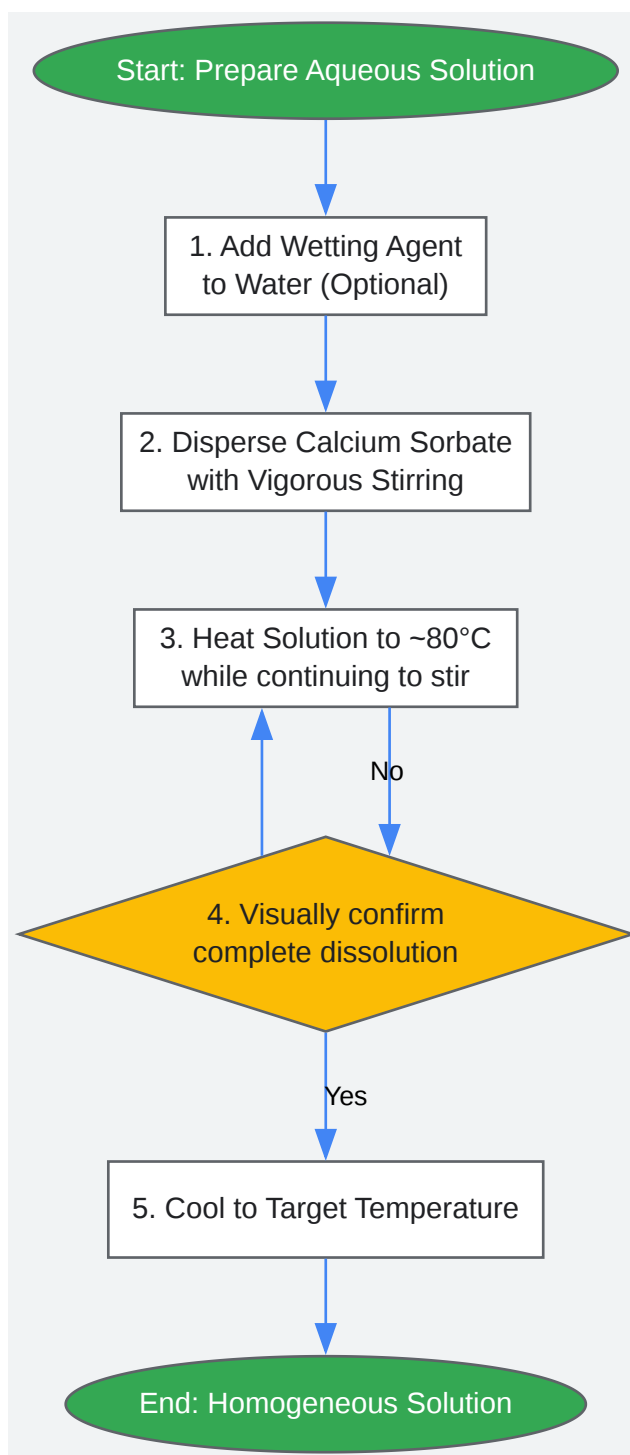 Start: Prepare Aqueous Solution
1. Add Wetting Agent
to Water (Optional)
2. Disperse Calcium Sorbate
with Vigorous Stirring
3. Heat Solution to ~80°C
while continuing to stir
No
4. Visually confirm
complete dissolution
Yes
5. Cool to Target Temperature
End: Homogeneous Solution